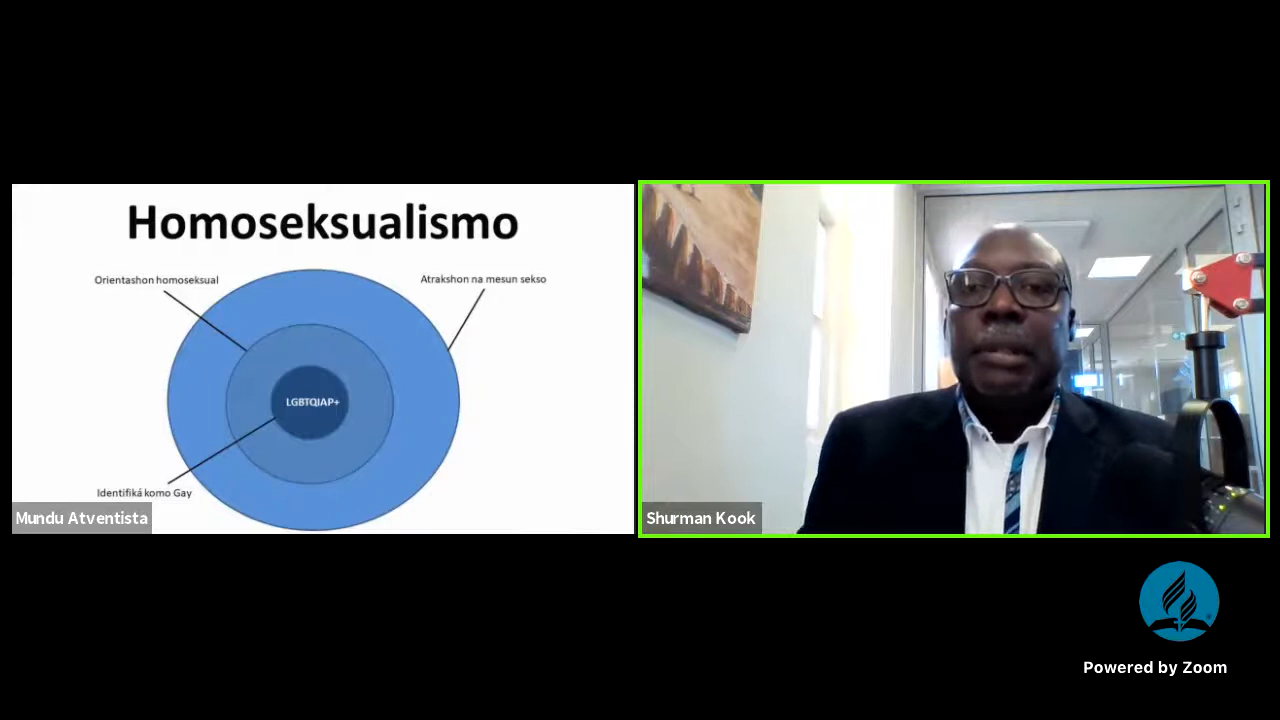 Homoseksualismo
Orientashon homoseksual
Atrakshon na mesun sekso
LGBTQIAP+
Identifiká komo Gay
Mundu Atventista
Shurman Kook
Powered by Zoom